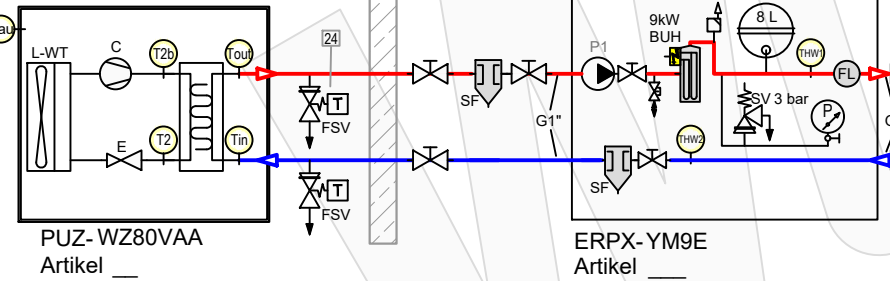 au
L-WT
C
T2b
Tout
E
T2
Tin
PUZ-WZ80VAA
Artikel __
24
T
FSV
T
FSV
SF
G1"
P1
9kW
BUH
8 L
THW1
FL
SV 3 bar
P
THW2
SF
ERPX-YM9E
Artikel ___